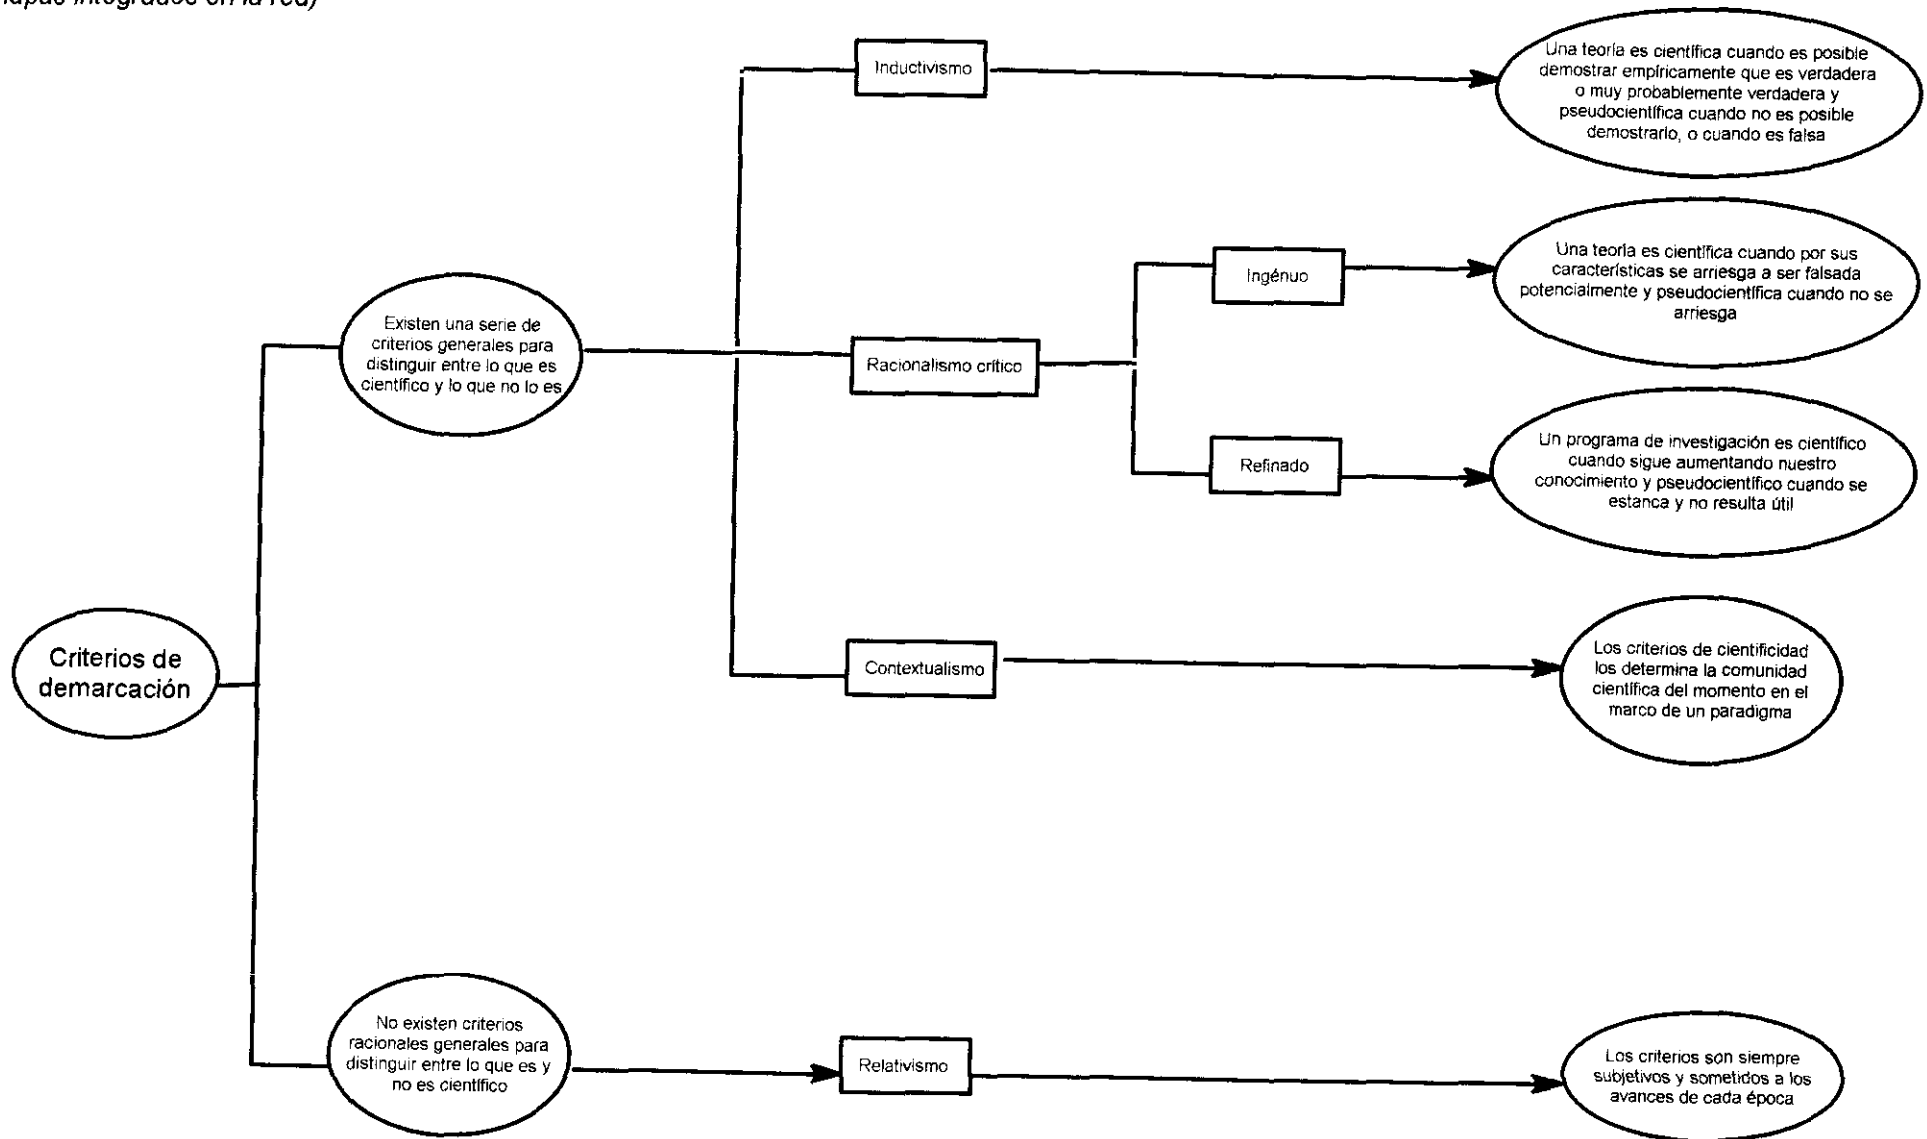 integrados en la red)
Inductivismo
Una teoría es científica cuando es posible
demostrar empíricamente que es verdadera
o muy probablemente verdadera y
pseudocientífica cuando no es posible
demostrarlo, o cuando es falsa
Ingénuo
Una teoría es científica cuando por sus
características se arriesga a ser falsada
potencialmente y pseudocientífica cuando no se
arriesga
Existen una serie de
criterios generales para
distinguir entre lo que es
científico y lo que no lo es
Racionalismo crítico
Refinado
Un programa de investigación es científico
cuando sigue aumentando nuestro
conocimiento y pseudocientífico cuando se
estanca y no resulta útil
Criterios de
demarcación
Contextualismo
Los criterios de cientificidad
los determina la comunidad
científica del momento en el
marco de un paradigma
No existen criterios
racionales generales para
distinguir entre lo que es y
no es científico
Relativismo
Los criterios son siempre
subjetivos y sometidos a los
avances de cada época